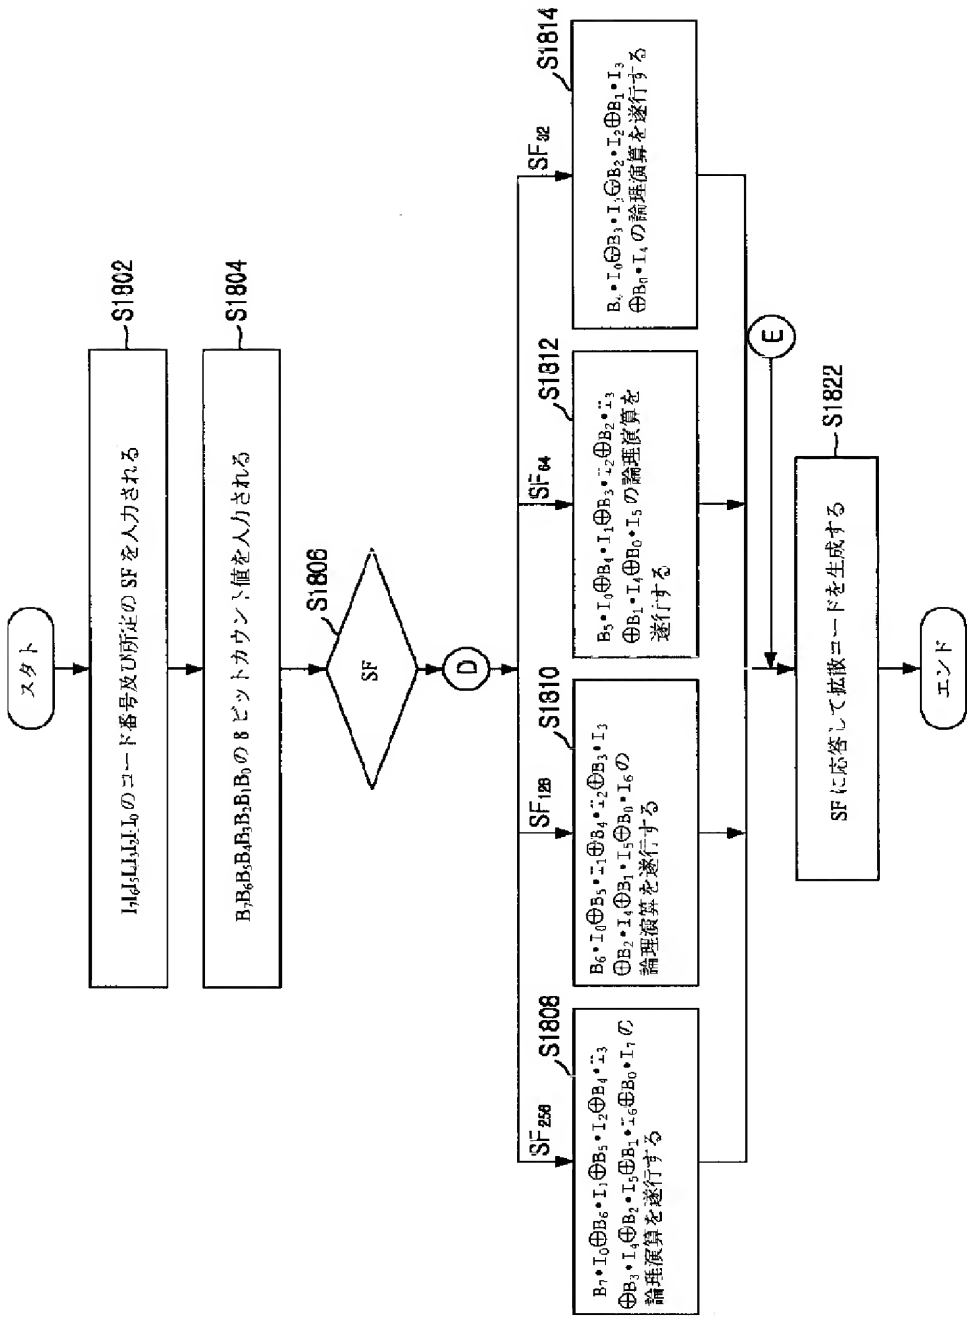 スタト
S1802
I₇I₆I₅I₄I₃I₂I₁I₀のコード番号及び所定のSFを入力される
S1804
B₇B₆B₅B₄B₃B₂B₁B₀の8ビットカウント値を入力される
S1806
SF
D
SF256
S1808
B₇•I₀⊕B₆•I₁⊕B₅•I₂⊕B₄•I₃
⊕B₃•I₄⊕B₂•I₅⊕B₁•I₆⊕B₀•I₇の
論理演算を遂行する
SF128
S1810
B₆•I₀⊕B₅•I₁⊕B₄•I₂⊕B₃•I₃
⊕B₂•I₄⊕B₁•I₅⊕B₀•I₆の
論理演算を遂行する
SF64
S1812
B₅•I₀⊕B₄•I₁⊕B₃•I₂⊕B₂•I₃
⊕B₁•I₄⊕B₀•I₅の論理演算を
遂行する
SF32
S1814
B₄•I₀⊕B₃•I₁⊕B₂•I₂⊕B₁•I₃
⊕B₀•I₄の論理演算を遂行する
E
S1822
SFに応答して拡散コードを生成する
エンド